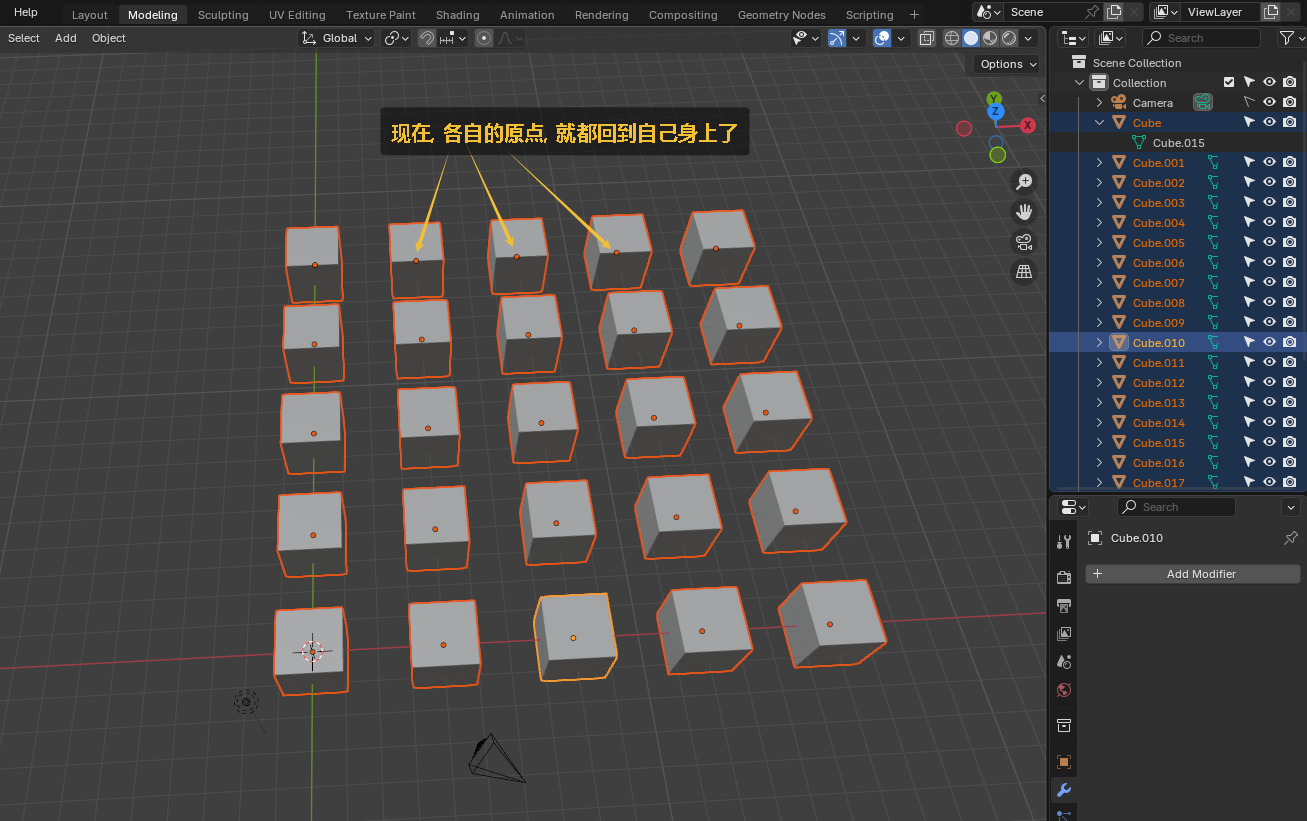 Help
Layout Modeling Sculpting UV Editing Texture Paint Shading Animation Rendering Compositing Geometry Nodes Scripting + Scene ViewLayer
Select Add Object Global Search
Options
Scene Collection
Collection
Camera
Cube
Cube.015
Cube.001
Cube.002
Cube.003
Cube.004
Cube.005
Cube.006
Cube.007
Cube.008
Cube.009
Cube.010
Cube.011
Cube.012
Cube.013
Cube.014
Cube.015
Cube.016
Cube.017
Y
Z
X
现在, 各自的原点, 就都回到自己身上了
Search
Cube.010
+ Add Modifier